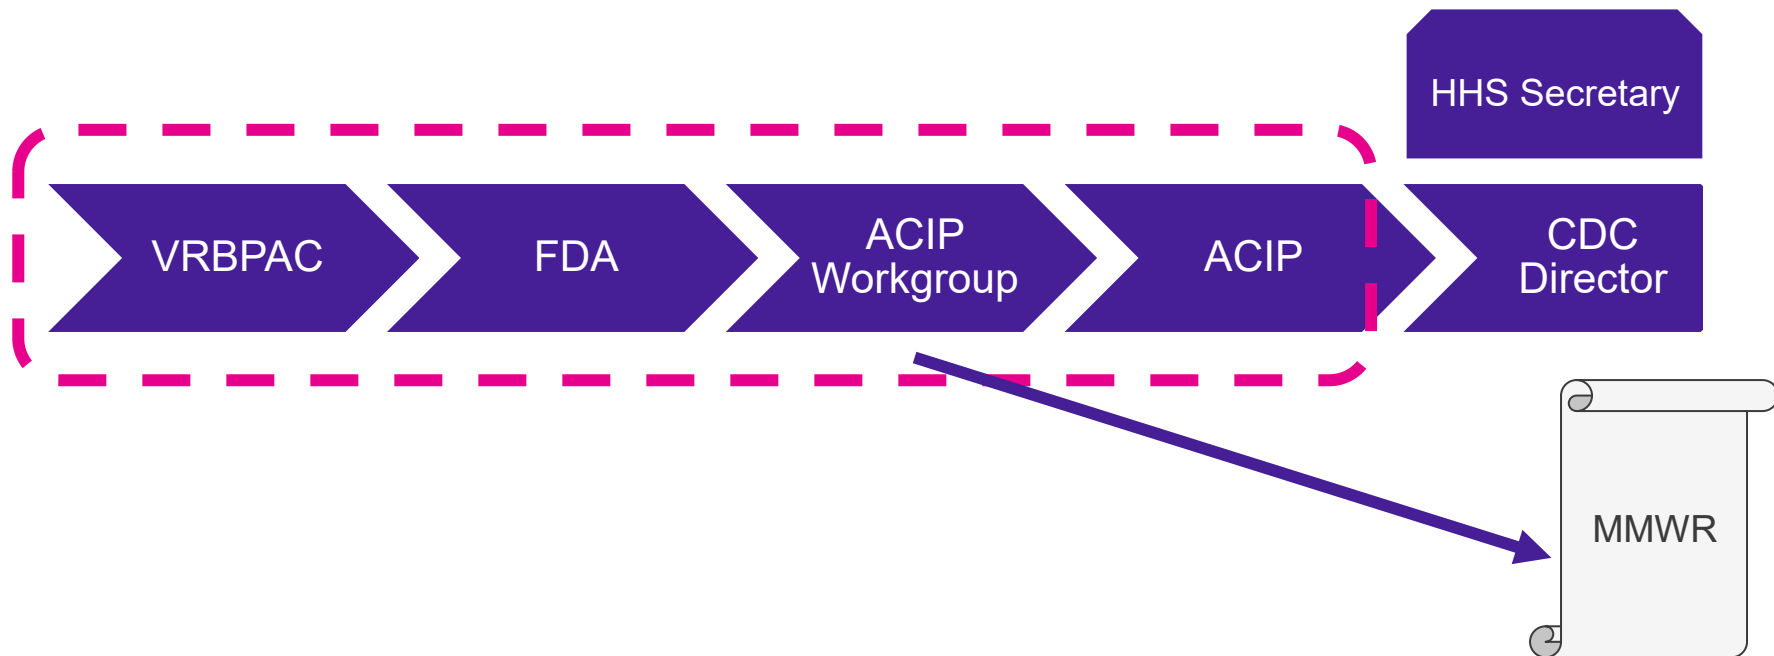 HHS Secretary
VRBPAC
FDA
ACIP
Workgroup
ACIP
CDC
Director
MMWR